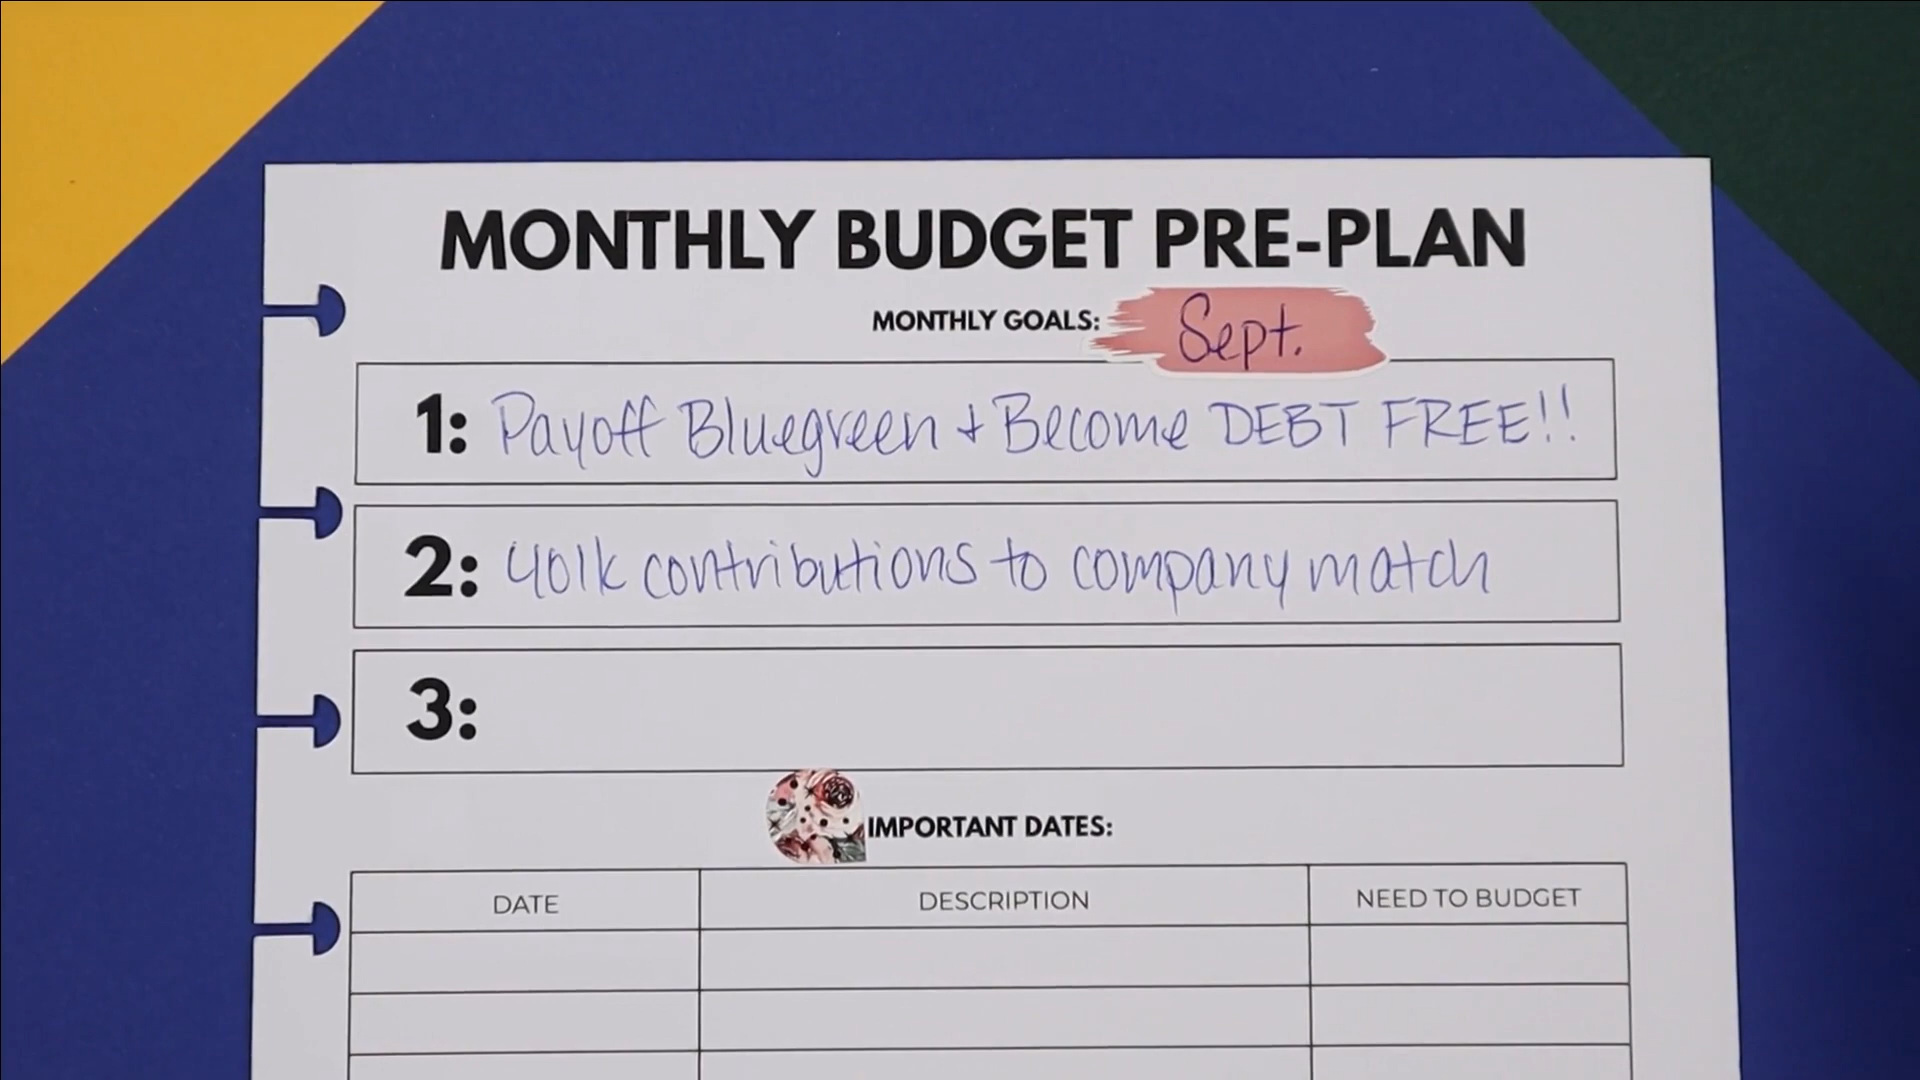 MONTHLY BUDGET PRE-PLAN
MONTHLY GOALS: Sept.
1: Payoff Bluegreen + Become DEBT FREE!!
2: 401k contributions to company match
3:
IMPORTANT DATES:
DATE DESCRIPTION NEED TO BUDGET